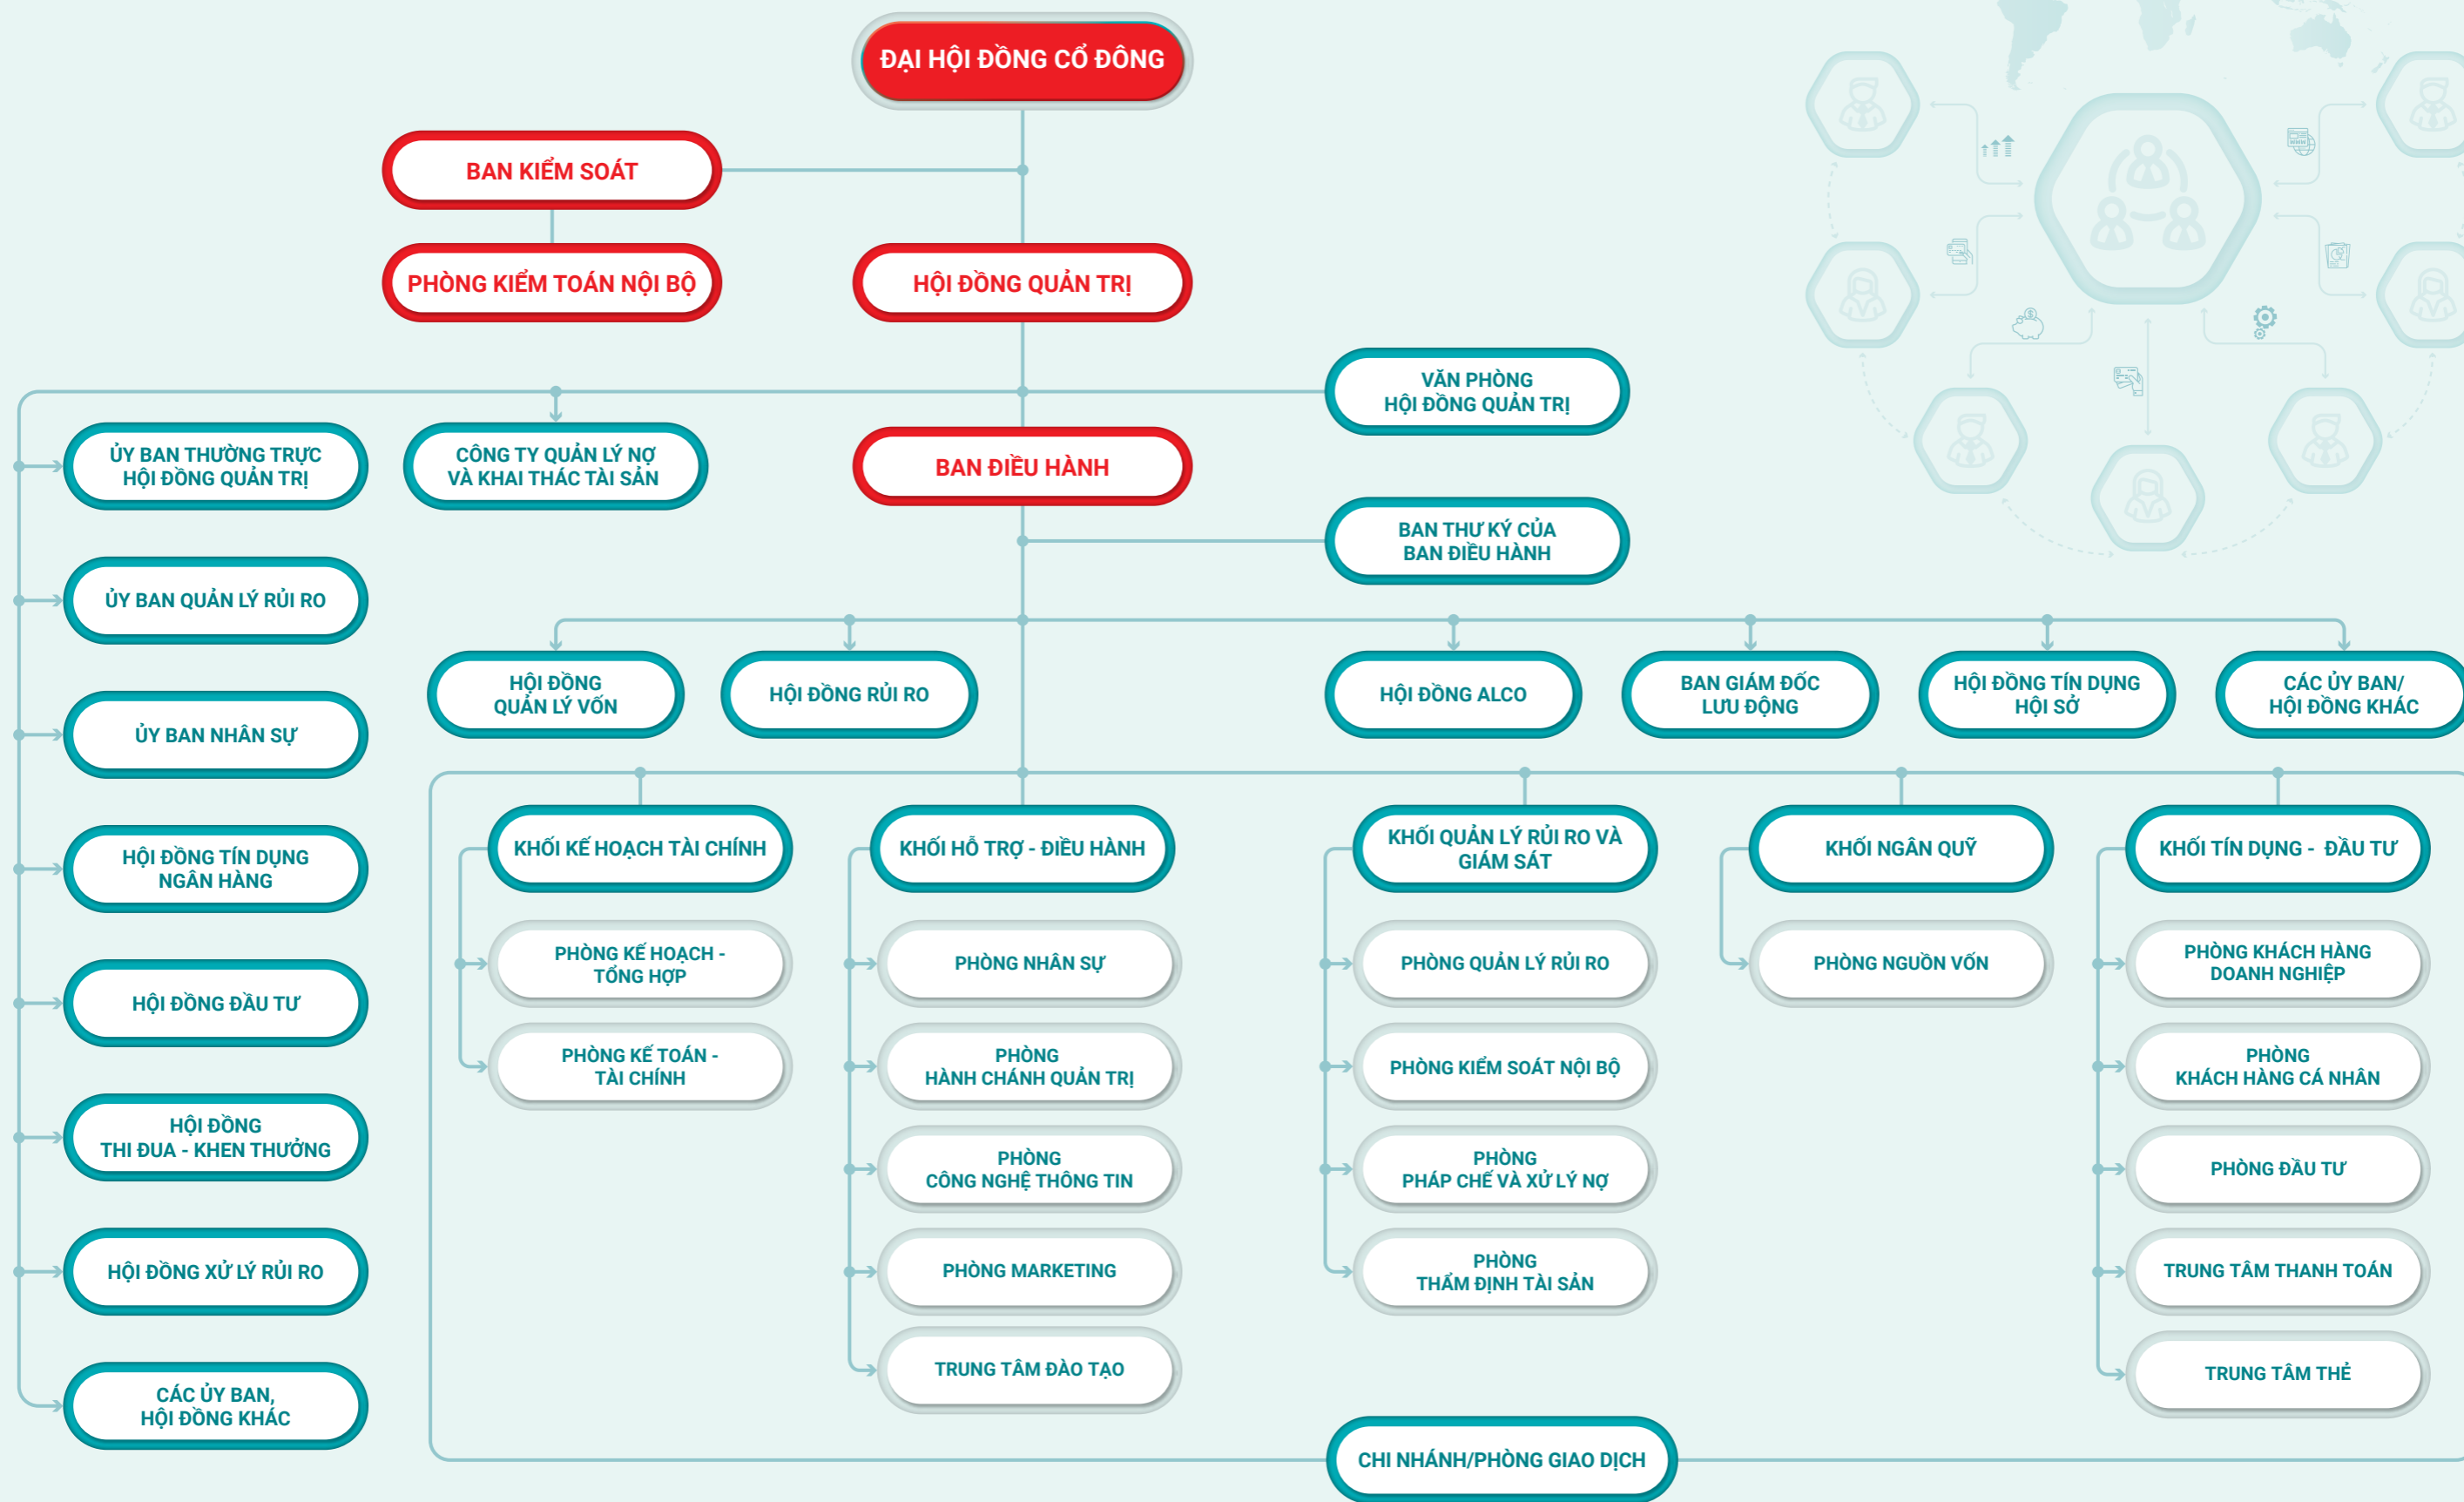 ĐẠI HỘI ĐỒNG CỔ ĐÔNG
BAN KIỂM SOÁT
PHÒNG KIỂM TOÁN NỘI BỘ
HỘI ĐỒNG QUẢN TRỊ
VĂN PHÒNG
HỘI ĐỒNG QUẢN TRỊ
ỦY BAN THƯỜNG TRỰC
HỘI ĐỒNG QUẢN TRỊ
CÔNG TY QUẢN LÝ NỢ
VÀ KHAI THÁC TÀI SẢN
BAN ĐIỀU HÀNH
BAN THƯ KÝ CỦA
BAN ĐIỀU HÀNH
ỦY BAN QUẢN LÝ RỦI RO
ỦY BAN NHÂN SỰ
HỘI ĐỒNG TÍN DỤNG
NGÂN HÀNG
HỘI ĐỒNG ĐẦU TƯ
HỘI ĐỒNG
THI ĐUA - KHEN THƯỞNG
HỘI ĐỒNG XỬ LÝ RỦI RO
CÁC ỦY BAN,
HỘI ĐỒNG KHÁC
HỘI ĐỒNG
QUẢN LÝ VỐN
HỘI ĐỒNG RỦI RO
HỘI ĐỒNG ALCO
BAN GIÁM ĐỐC
LƯU ĐỘNG
HỘI ĐỒNG TÍN DỤNG
HỘI SỞ
CÁC ỦY BAN/
HỘI ĐỒNG KHÁC
KHỐI KẾ HOẠCH TÀI CHÍNH
PHÒNG KẾ HOẠCH -
TỔNG HỢP
PHÒNG KẾ TOÁN -
TÀI CHÍNH
KHỐI HỖ TRỢ - ĐIỀU HÀNH
PHÒNG NHÂN SỰ
PHÒNG
HÀNH CHÁNH QUẢN TRỊ
PHÒNG
CÔNG NGHỆ THÔNG TIN
PHÒNG MARKETING
TRUNG TÂM ĐÀO TẠO
KHỐI QUẢN LÝ RỦI RO VÀ
GIÁM SÁT
PHÒNG QUẢN LÝ RỦI RO
PHÒNG KIỂM SOÁT NỘI BỘ
PHÒNG
PHÁP CHẾ VÀ XỬ LÝ NỢ
PHÒNG
THẨM ĐỊNH TÀI SẢN
KHỐI NGÂN QUỸ
PHÒNG NGUỒN VỐN
KHỐI TÍN DỤNG - ĐẦU TƯ
PHÒNG KHÁCH HÀNG
DOANH NGHIỆP
PHÒNG
KHÁCH HÀNG CÁ NHÂN
PHÒNG ĐẦU TƯ
TRUNG TÂM THANH TOÁN
TRUNG TÂM THẺ
CHI NHÁNH/PHÒNG GIAO DỊCH